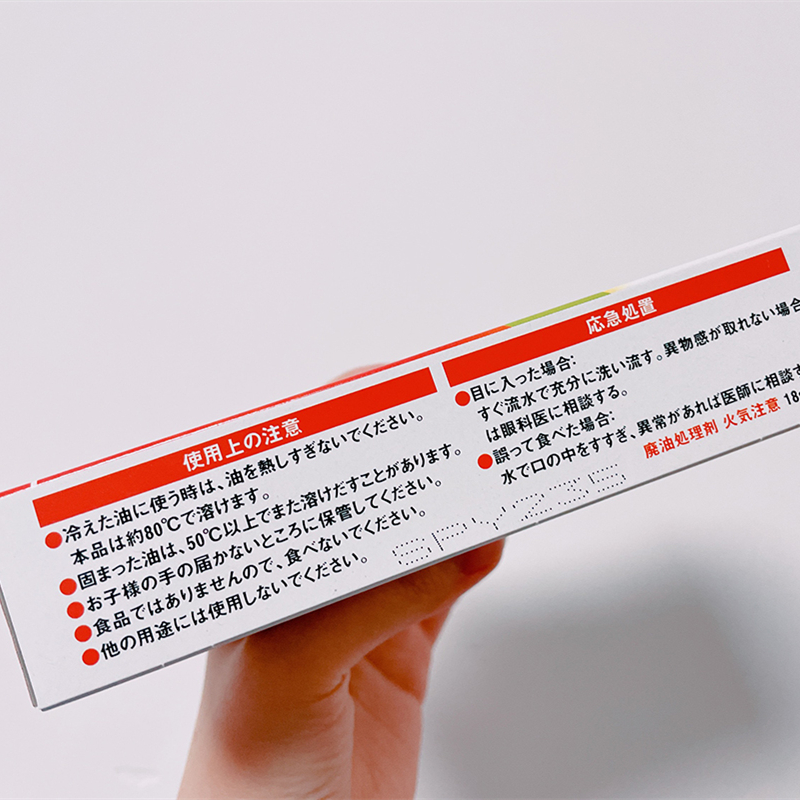 使用上の注意
●冷えた油に使う時は、油を熱しすぎないでください。
本品は約80℃で溶けます。
●固まった油は、50℃以上でまた溶けだすことがあります。
●お子様の手の届かないところに保管してください。
●食品ではありませんので、食べないでください。
●他の用途には使用しないでください。
応急処置
●目に入った場合:
すぐ流水で充分に洗い流す。異物感が取れない場合
は眼科医に相談する。
●誤って食べた場合:
水で口の中をすすぎ、異常があれば医師に相談す
廃油処理剤 火気注意 18